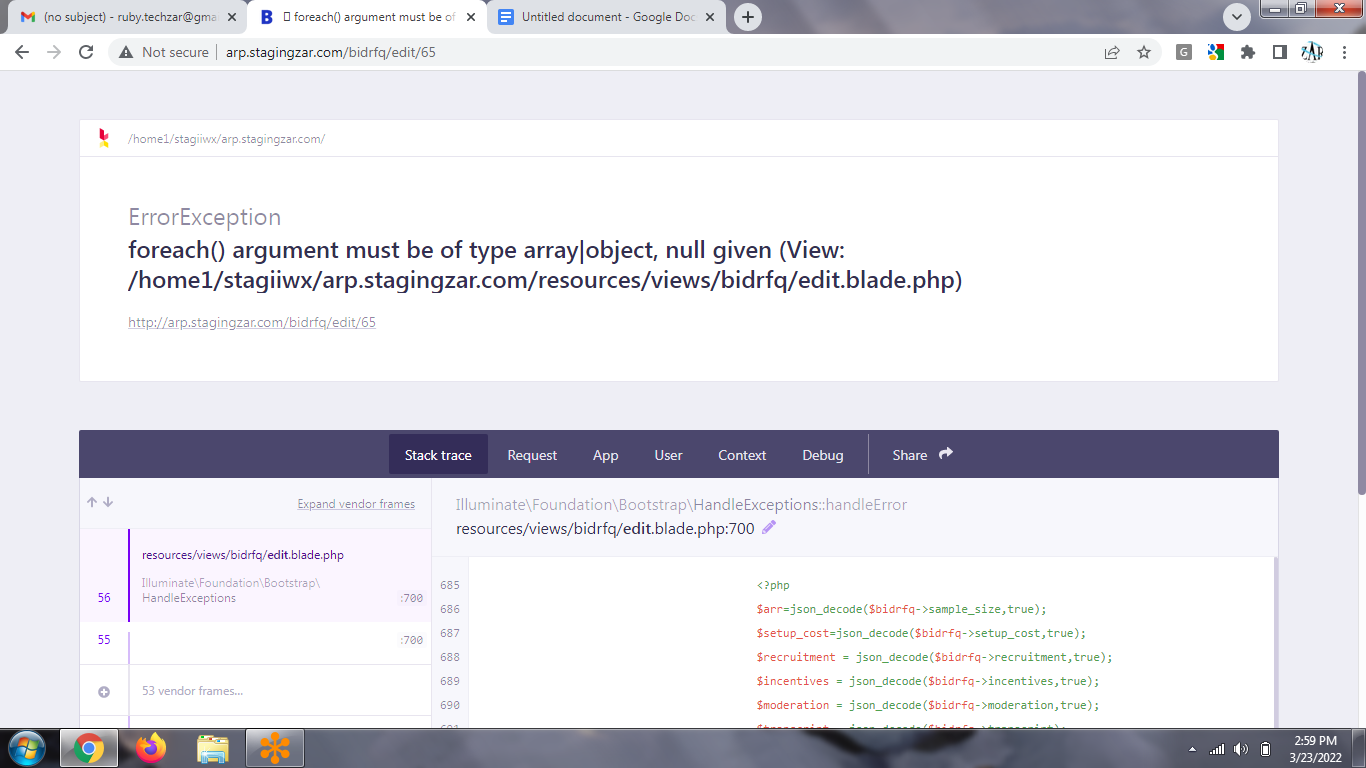 (no subject) - ruby.techzar@gma
foreach() argument must be of
Untitled document - Google Doc
Not secure
arp.stagingzar.com/bidrfq/edit/65
/home1/stagiiwx/arp.stagingzar.com/
ErrorException
foreach() argument must be of type array|object, null given (View:
/home1/stagiiwx/arp.stagingzar.com/resources/views/bidrfq/edit.blade.php)
http://arp.stagingzar.com/bidrfq/edit/65
Stack trace
Request
App
User
Context
Debug
Share
Expand vendor frames
Illuminate\Foundation\Bootstrap\HandleExceptions::handleError
resources/views/bidrfq/edit.blade.php:700
resources/views/bidrfq/edit.blade.php
Illuminate\Foundation\Bootstrap\
56 HandleExceptions :700
55 :700
53 vendor frames...
685 <?php
686 $arr=json_decode($bidrfq->sample_size,true);
687 $setup_cost=json_decode($bidrfq->setup_cost,true);
688 $recruitment = json_decode($bidrfq->recruitment,true);
689 $incentives = json_decode($bidrfq->incentives,true);
690 $moderation = json_decode($bidrfq->moderation,true);
2:59 PM
3/23/2022